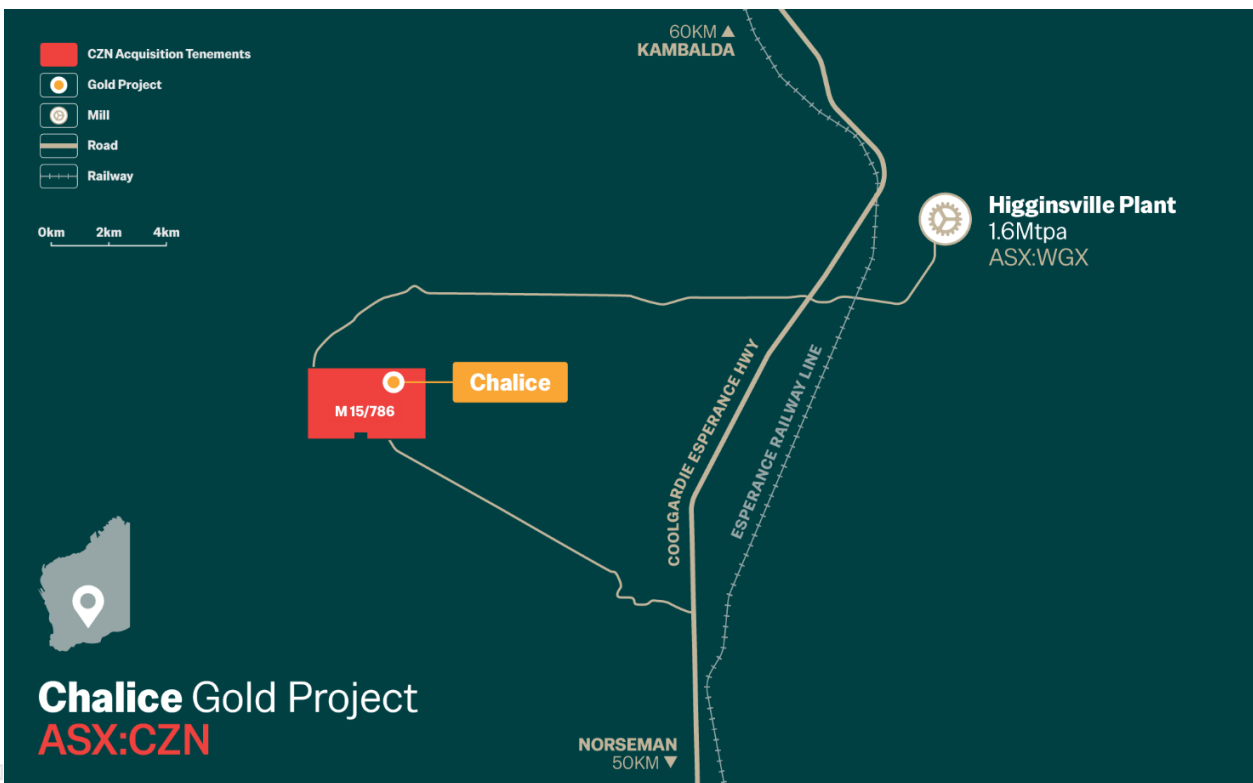 CZN Acquisition Tenements
Gold Project
Mill
Road
Railway
0km 2km 4km
60KM ▲
KAMBALDA
Higginsville Plant
1.6Mtpa
ASX:WGX
Chalice
M 15/786
COOLGARDIE ESPERANCE HWY
ESPERANCE RAILWAY LINE
Chalice Gold Project
ASX:CZN
NORSEMAN
50KM ▼